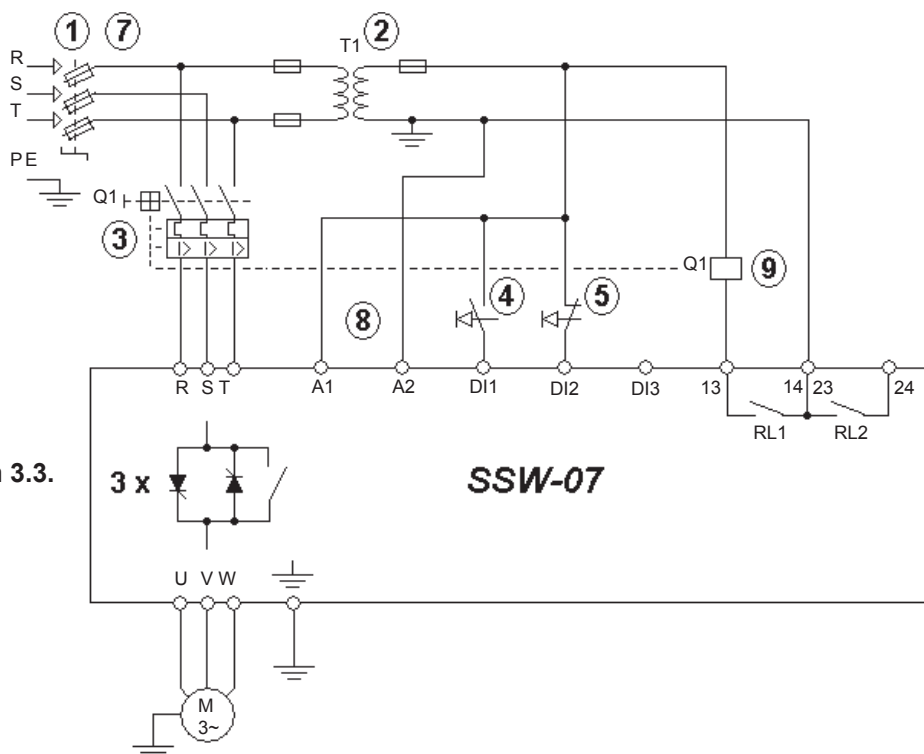 1 7 T1 2
R
S
T
PE
Q1
3
Q1 9
4 5
8
R S T A1 A2 DI1 DI2 DI3 13 14 23 24
RL1 RL2
3.3.
3 x SSW-07
U V W
M
3~